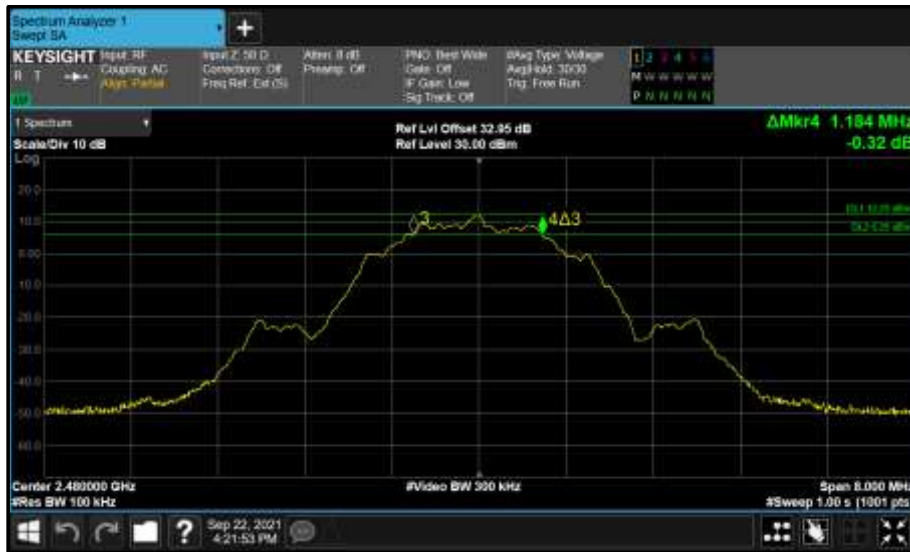 Spectrum Analyzer 1
Swept SA
+
KEYSIGHT
R T
Input: RF
Coupling: AC
Align: Partial
Input Z: 50 Ω
Corrections: Off
Freq Ref: Ext (S)
Atten: 8 dB
Preamp: Off
PNO: Best Wide
Gate: Off
IF Gain: Low
Sig Track: Off
#Avg Type: Voltage
Avg|Hold: 30/30
Trig: Free Run
1 2 3 4 5 6
M W W W W W
P N N N N N
1 Spectrum
Scale/Div 10 dB
Log
Ref Lvl Offset 32.95 dB
Ref Level 30.00 dBm
ΔMkr4 1.184 MHz
-0.32 dB
20.0
10.0
0.00
-10.0
-20.0
-30.0
-40.0
-50.0
-60.0
3
4Δ3
Center 2.480000 GHz
#Res BW 100 kHz
#Video BW 300 kHz
Span 8.000 MHz
#Sweep 1.00 s (1001 pts
?
Sep 22, 2021
4:21:53 PM